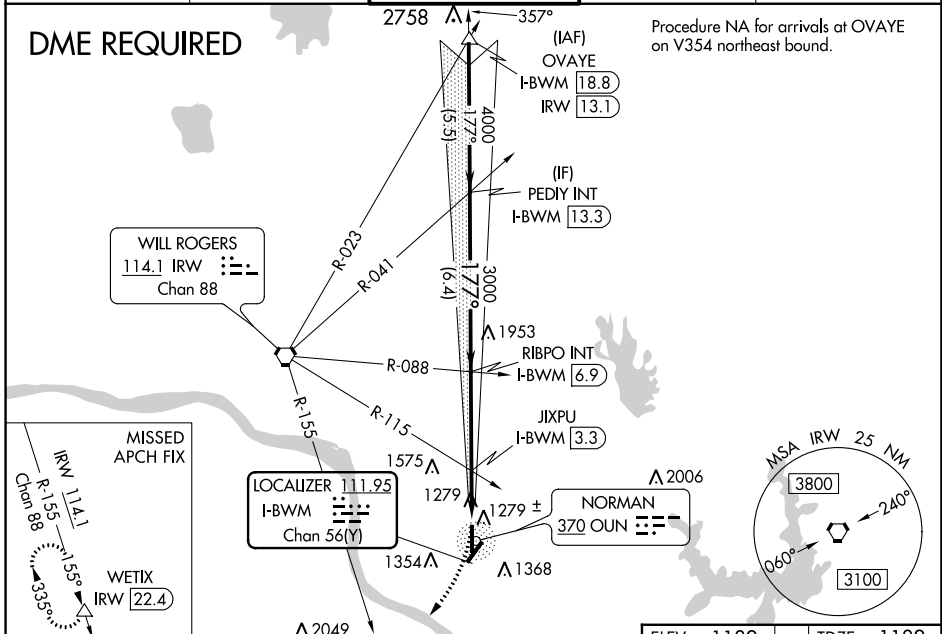 DME REQUIRED
2758
357°
Procedure NA for arrivals at OVAYE
on V354 northeast bound.
(IAF)
OVAYE
I-BWM 18.8
IRW 13.1
4000
177°
(5.5)
(IF)
PEDIY INT
I-BWM 13.3
R-023
R-041
WILL ROGERS
114.1 IRW
Chan 88
3000
177°
(6.4)
1953
RIBPO INT
I-BWM 6.9
R-088
R-115
R-155
JIXPU
I-BWM 3.3
MISSED
APCH FIX
IRW 114.1
R-155
Chan 88
155°
335°
WETIX
IRW 22.4
1575
1279
1279 ±
2006
LOCALIZER 111.95
I-BWM
Chan 56(Y)
NORMAN
370 OUN
1354
1368
2049
MSA IRW 25 NM
3800
240°
060°
3100